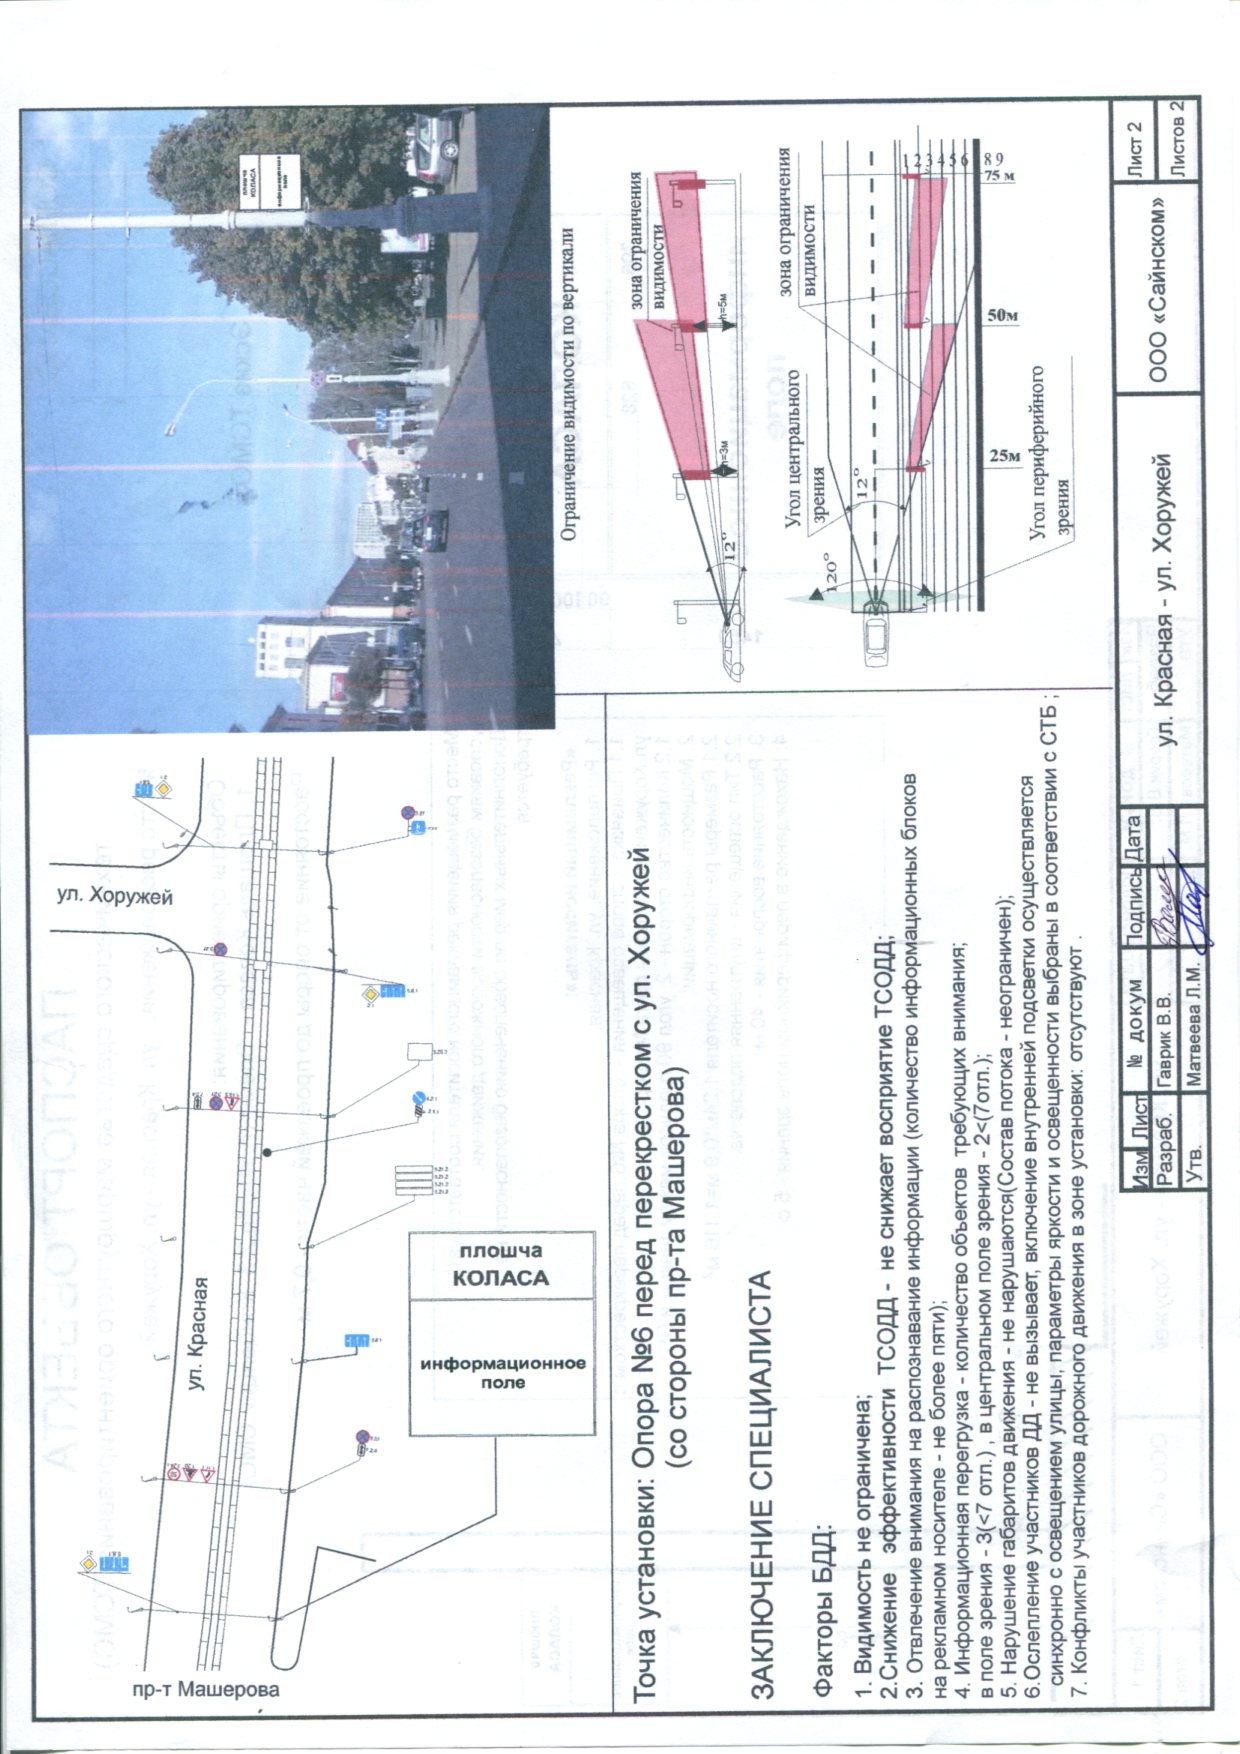 ул. Хоружей
ул. Красная
пр-т Машерова
плошча
КОЛАСА
информационное
поле
плошча
КОЛАСА
Ограничение видимости по вертикали
зона ограничения
видимости
h=5м
h=3м
12°
зона ограничения
видимости
Угол центрального
зрения
12°
120°
1 2 3 4 5 6 8 9
75 м
50м
25м
Угол периферийного
зрения
Точка установки: Опора №6 перед перекрестком с ул. Хоружей
(со стороны пр-та Машерова)
ЗАКЛЮЧЕНИЕ СПЕЦИАЛИСТА
Факторы БДД:
1. Видимость не ограничена;
2.Снижение эффективности ТСОДД - не снижает восприятие ТСОДД;
3. Отвлечение внимания на распознавание информации (количество информационных блоков
на рекламном носителе - не более пяти);
4. Информационная перегрузка - количество объектов требующих внимания;
в поле зрения - 3(<7 отл.) , в центральном поле зрения - 2<(7отл.);
5. Нарушение габаритов движения - не нарушаются(Состав потока - неограничен);
6.Ослепление участников ДД - не вызывает, включение внутренней подсветки осуществляется
синхронно с освещением улицы, параметры яркости и освещенности выбраны в соответствии с СТБ ;
7. Конфликты участников дорожного движения в зоне установки: отсутствуют .
Изм Лист № докум Подпись Дата
Разраб. Гаврик В.В.
Утв. Матвеева Л.М.
ул. Красная - ул. Хоружей
ООО «Сайнском»
Лист 2
Листов 2